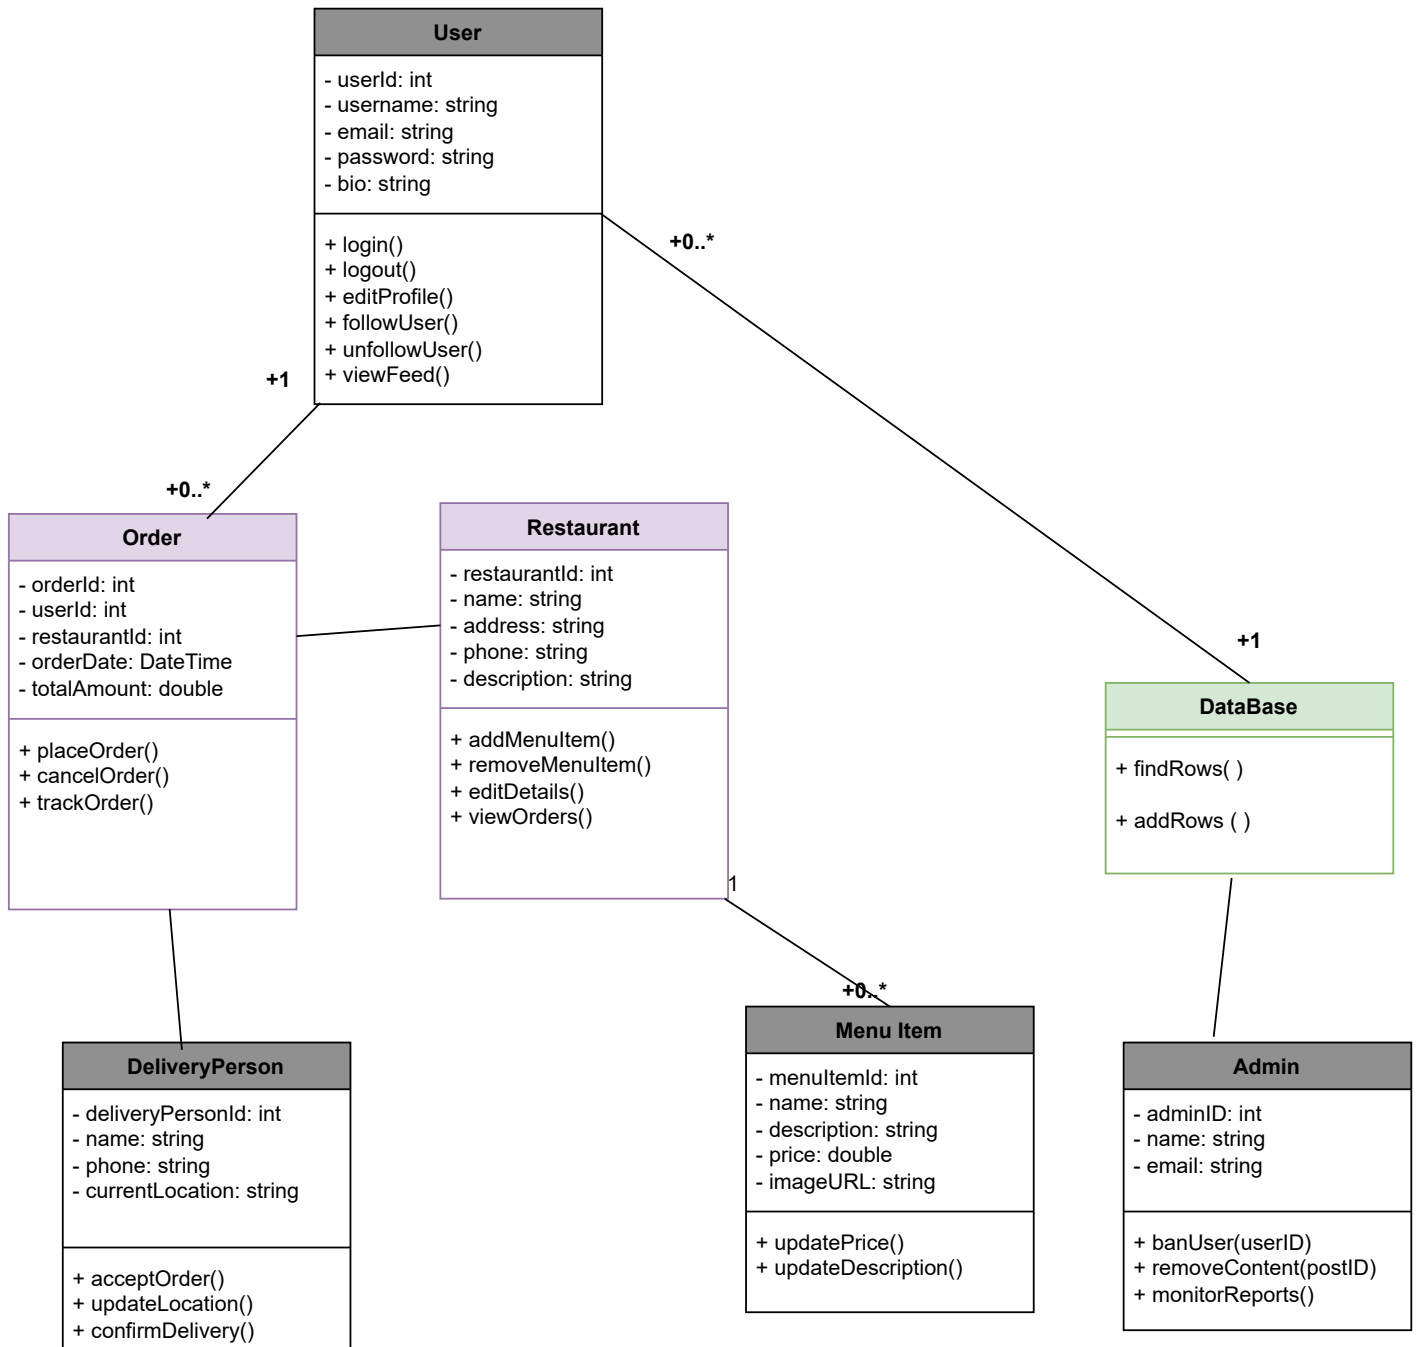 User
- userId: int
- username: string
- email: string
- password: string
- bio: string
+ login()
+ logout()
+ editProfile()
+ followUser()
+ unfollowUser()
+ viewFeed()
+0..*
+1
+0..*
Order
- orderId: int
- userId: int
- restaurantId: int
- orderDate: DateTime
- totalAmount: double
+ placeOrder()
+ cancelOrder()
+ trackOrder()
Restaurant
- restaurantId: int
- name: string
- address: string
- phone: string
- description: string
+ addMenuItem()
+ removeMenuItem()
+ editDetails()
+ viewOrders()
1
+1
DataBase
+ findRows( )
+ addRows ( )
DeliveryPerson
- deliveryPersonId: int
- name: string
- phone: string
- currentLocation: string
+ acceptOrder()
+ updateLocation()
+ confirmDelivery()
+0..*
Menu Item
- menuItemId: int
- name: string
- description: string
- price: double
- imageURL: string
+ updatePrice()
+ updateDescription()
Admin
- adminID: int
- name: string
- email: string
+ banUser(userID)
+ removeContent(postID)
+ monitorReports()